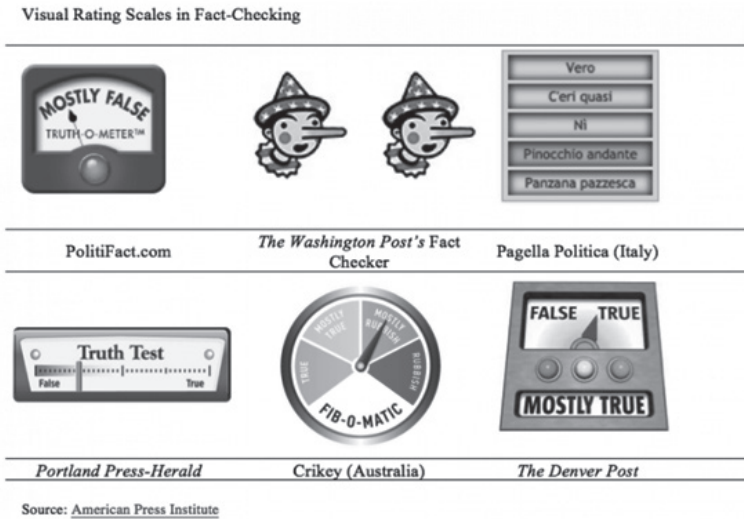 Visual Rating Scales in Fact-Checking
MOSTLY FALSE
TRUTH-O-METER™
Vero
C'eri quasi
Nì
Pinocchio andante
Panzana pazzesca
PolitiFact.com
The Washington Post's Fact
Checker
Pagella Politica (Italy)
Truth Test
False
True
TRUE
MOSTLY
TRUE
MOSTLY
RUBBISH
RUBBISH
FIB-O-MATIC
FALSE TRUE
MOSTLY TRUE
Portland Press-Herald
Crikey (Australia)
The Denver Post
Source: American Press Institute